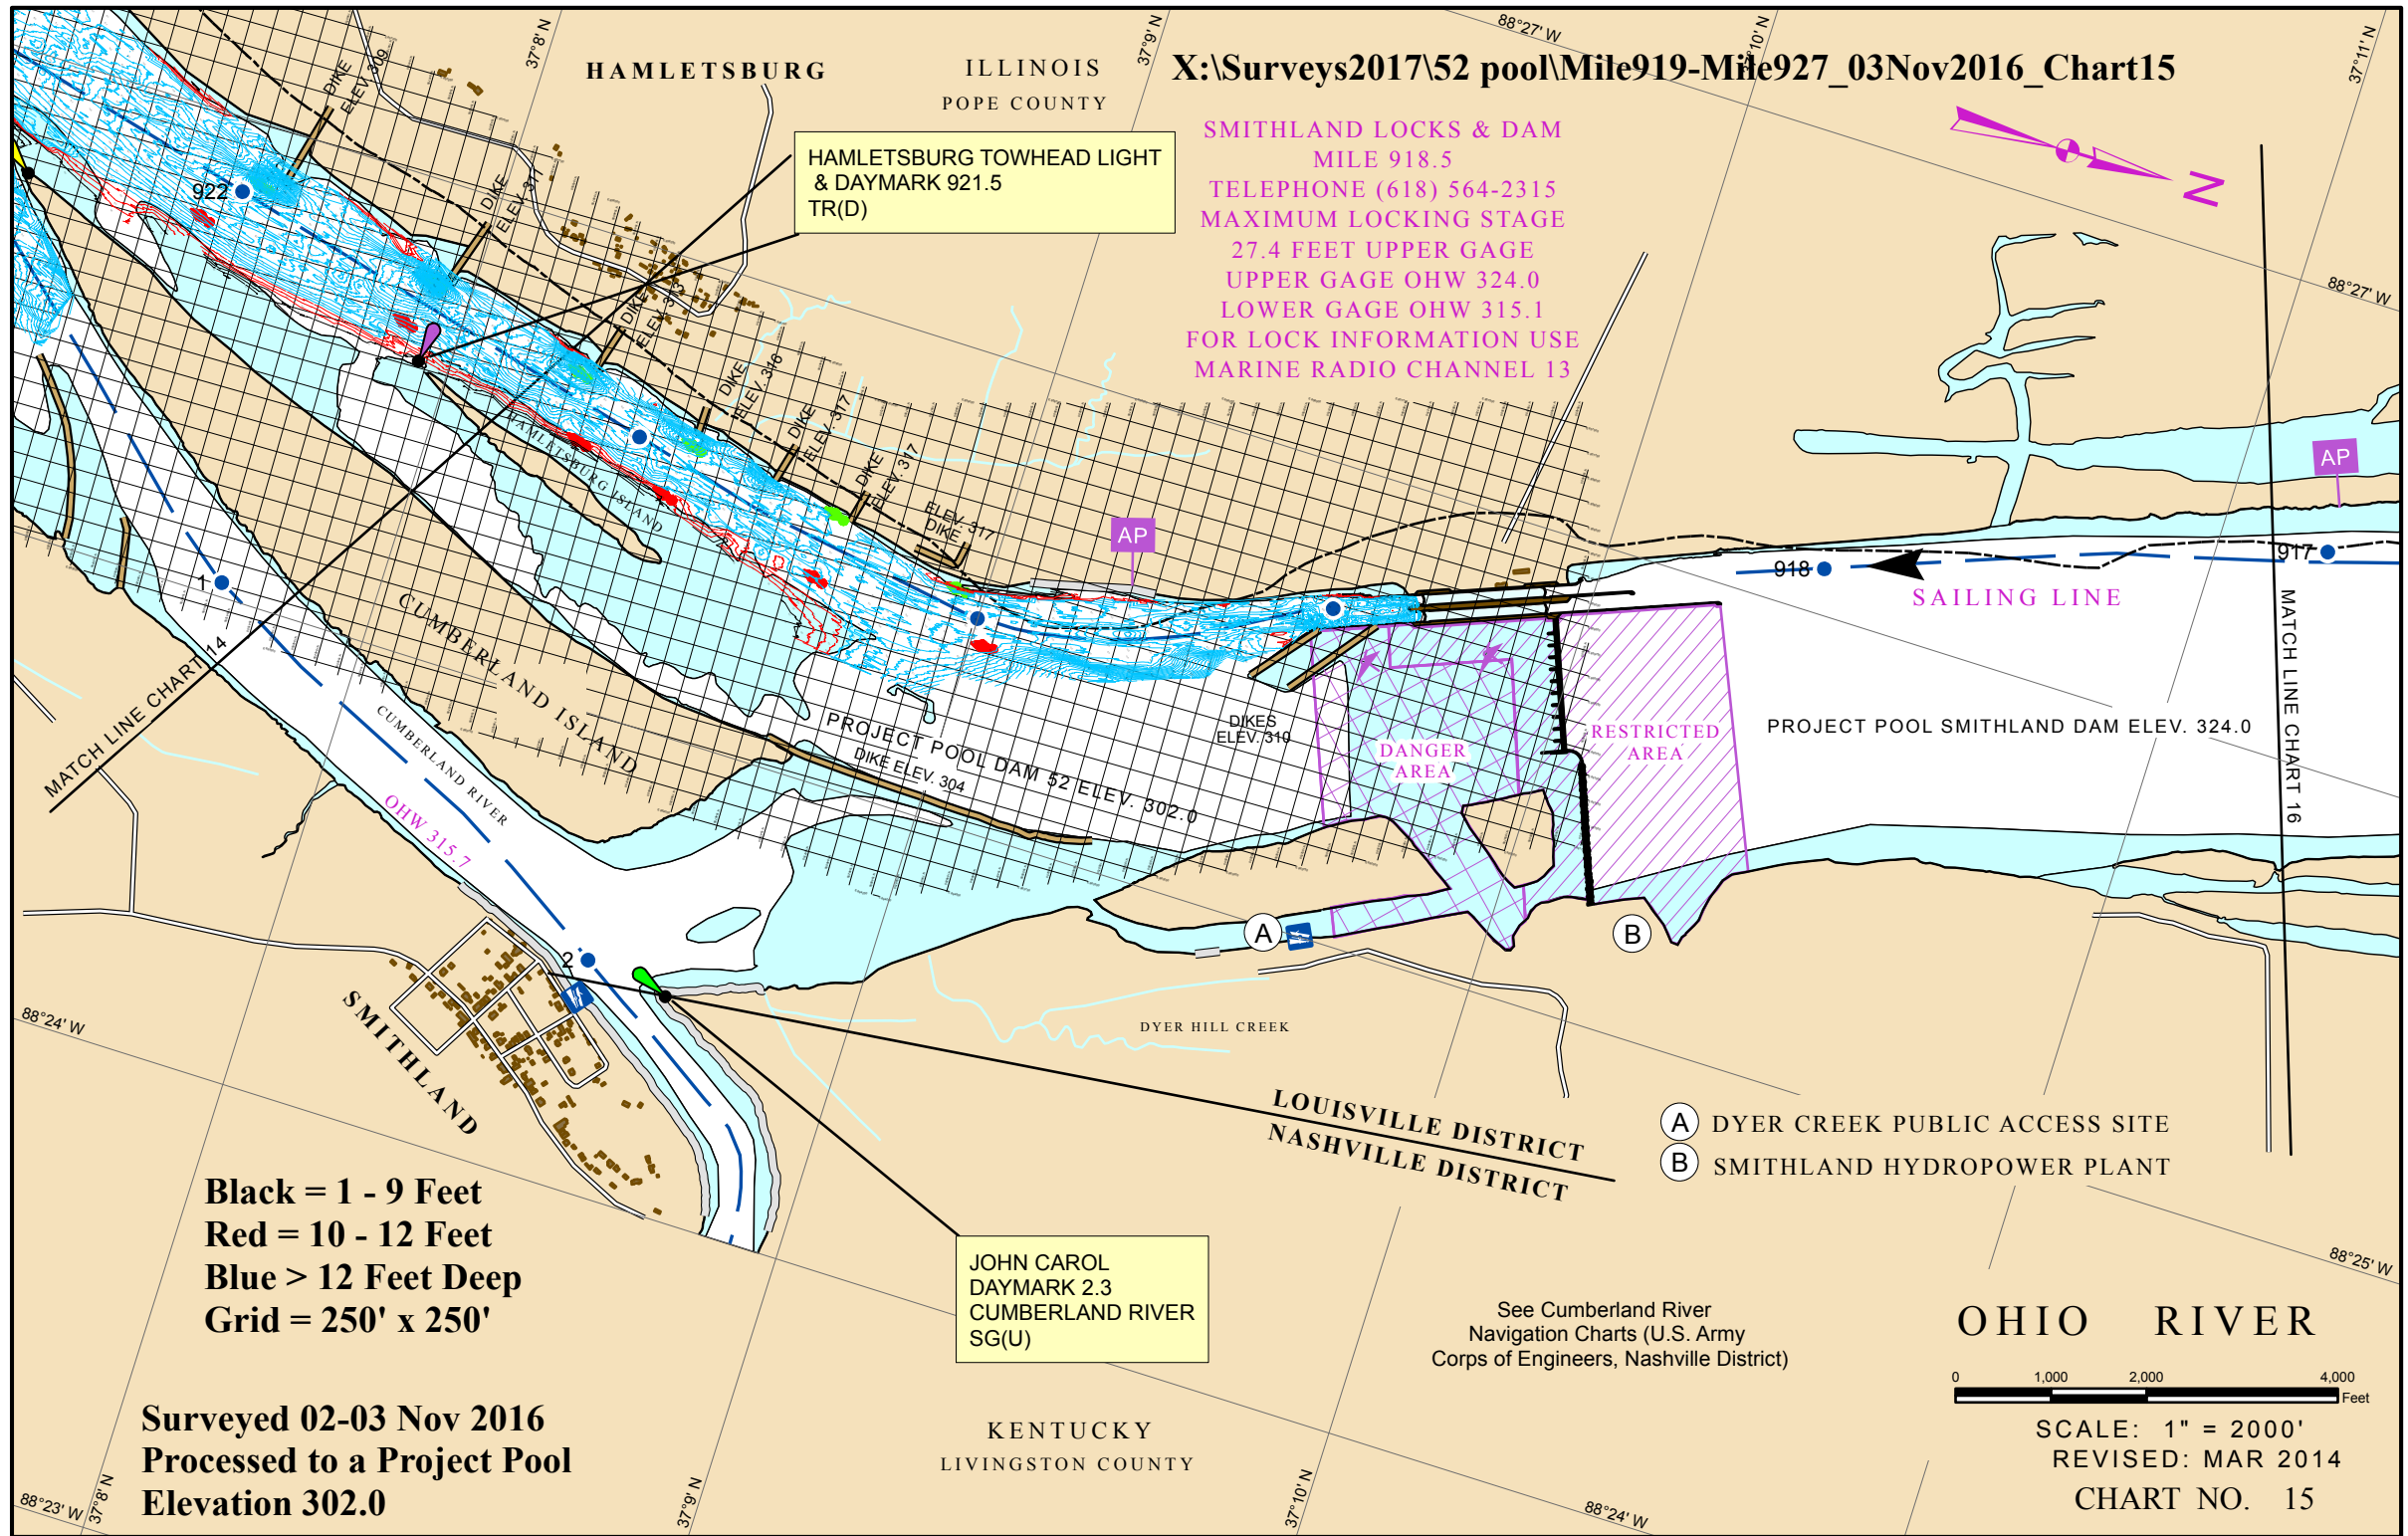 37°8' N
37°9' N
88°27' W
37°10' N
37°11' N
HAMLETSBURG
ILLINOIS
POPE COUNTY
X:\Surveys2017\52 pool\Mile919-Mile927_03Nov2016_Chart15
SMITHLAND LOCKS & DAM
MILE 918.5
TELEPHONE (618) 564-2315
MAXIMUM LOCKING STAGE
27.4 FEET UPPER GAGE
UPPER GAGE OHW 324.0
LOWER GAGE OHW 315.1
FOR LOCK INFORMATION USE
MARINE RADIO CHANNEL 13
N
HAMLETSBURG TOWHEAD LIGHT
& DAYMARK 921.5
TR(D)
DIKE
ELEV. 309
DIKE
ELEV. 317
DIKE
ELEV. 313
DIKE
ELEV. 316
DIKE
ELEV. 317
DIKE
ELEV. 317
ELEV. 317
DIKE
922
88°27' W
AP
AP
HAMLETSBURG ISLAND
918
917
SAILING LINE
1
CUMBERLAND ISLAND
CUMBERLAND RIVER
OHW 315.7
MATCH LINE CHART 14
PROJECT POOL DAM 52 ELEV. 302.0
DIKE ELEV. 304
DIKES
ELEV. 310
DANGER
AREA
RESTRICTED
AREA
PROJECT POOL SMITHLAND DAM ELEV. 324.0
MATCH LINE CHART 16
A
B
2
SMITHLAND
88°24' W
DYER HILL CREEK
LOUISVILLE DISTRICT
NASHVILLE DISTRICT
A DYER CREEK PUBLIC ACCESS SITE
B SMITHLAND HYDROPOWER PLANT
Black = 1 - 9 Feet
Red = 10 - 12 Feet
Blue > 12 Feet Deep
Grid = 250' x 250'
JOHN CAROL
DAYMARK 2.3
CUMBERLAND RIVER
SG(U)
88°25' W
See Cumberland River
Navigation Charts (U.S. Army
Corps of Engineers, Nashville District)
OHIO RIVER
0 1,000 2,000 4,000
Feet
SCALE: 1" = 2000'
REVISED: MAR 2014
CHART NO. 15
Surveyed 02-03 Nov 2016
Processed to a Project Pool
Elevation 302.0
KENTUCKY
LIVINGSTON COUNTY
88°23' W
37°8' N
37°9' N
37°10' N
88°24' W